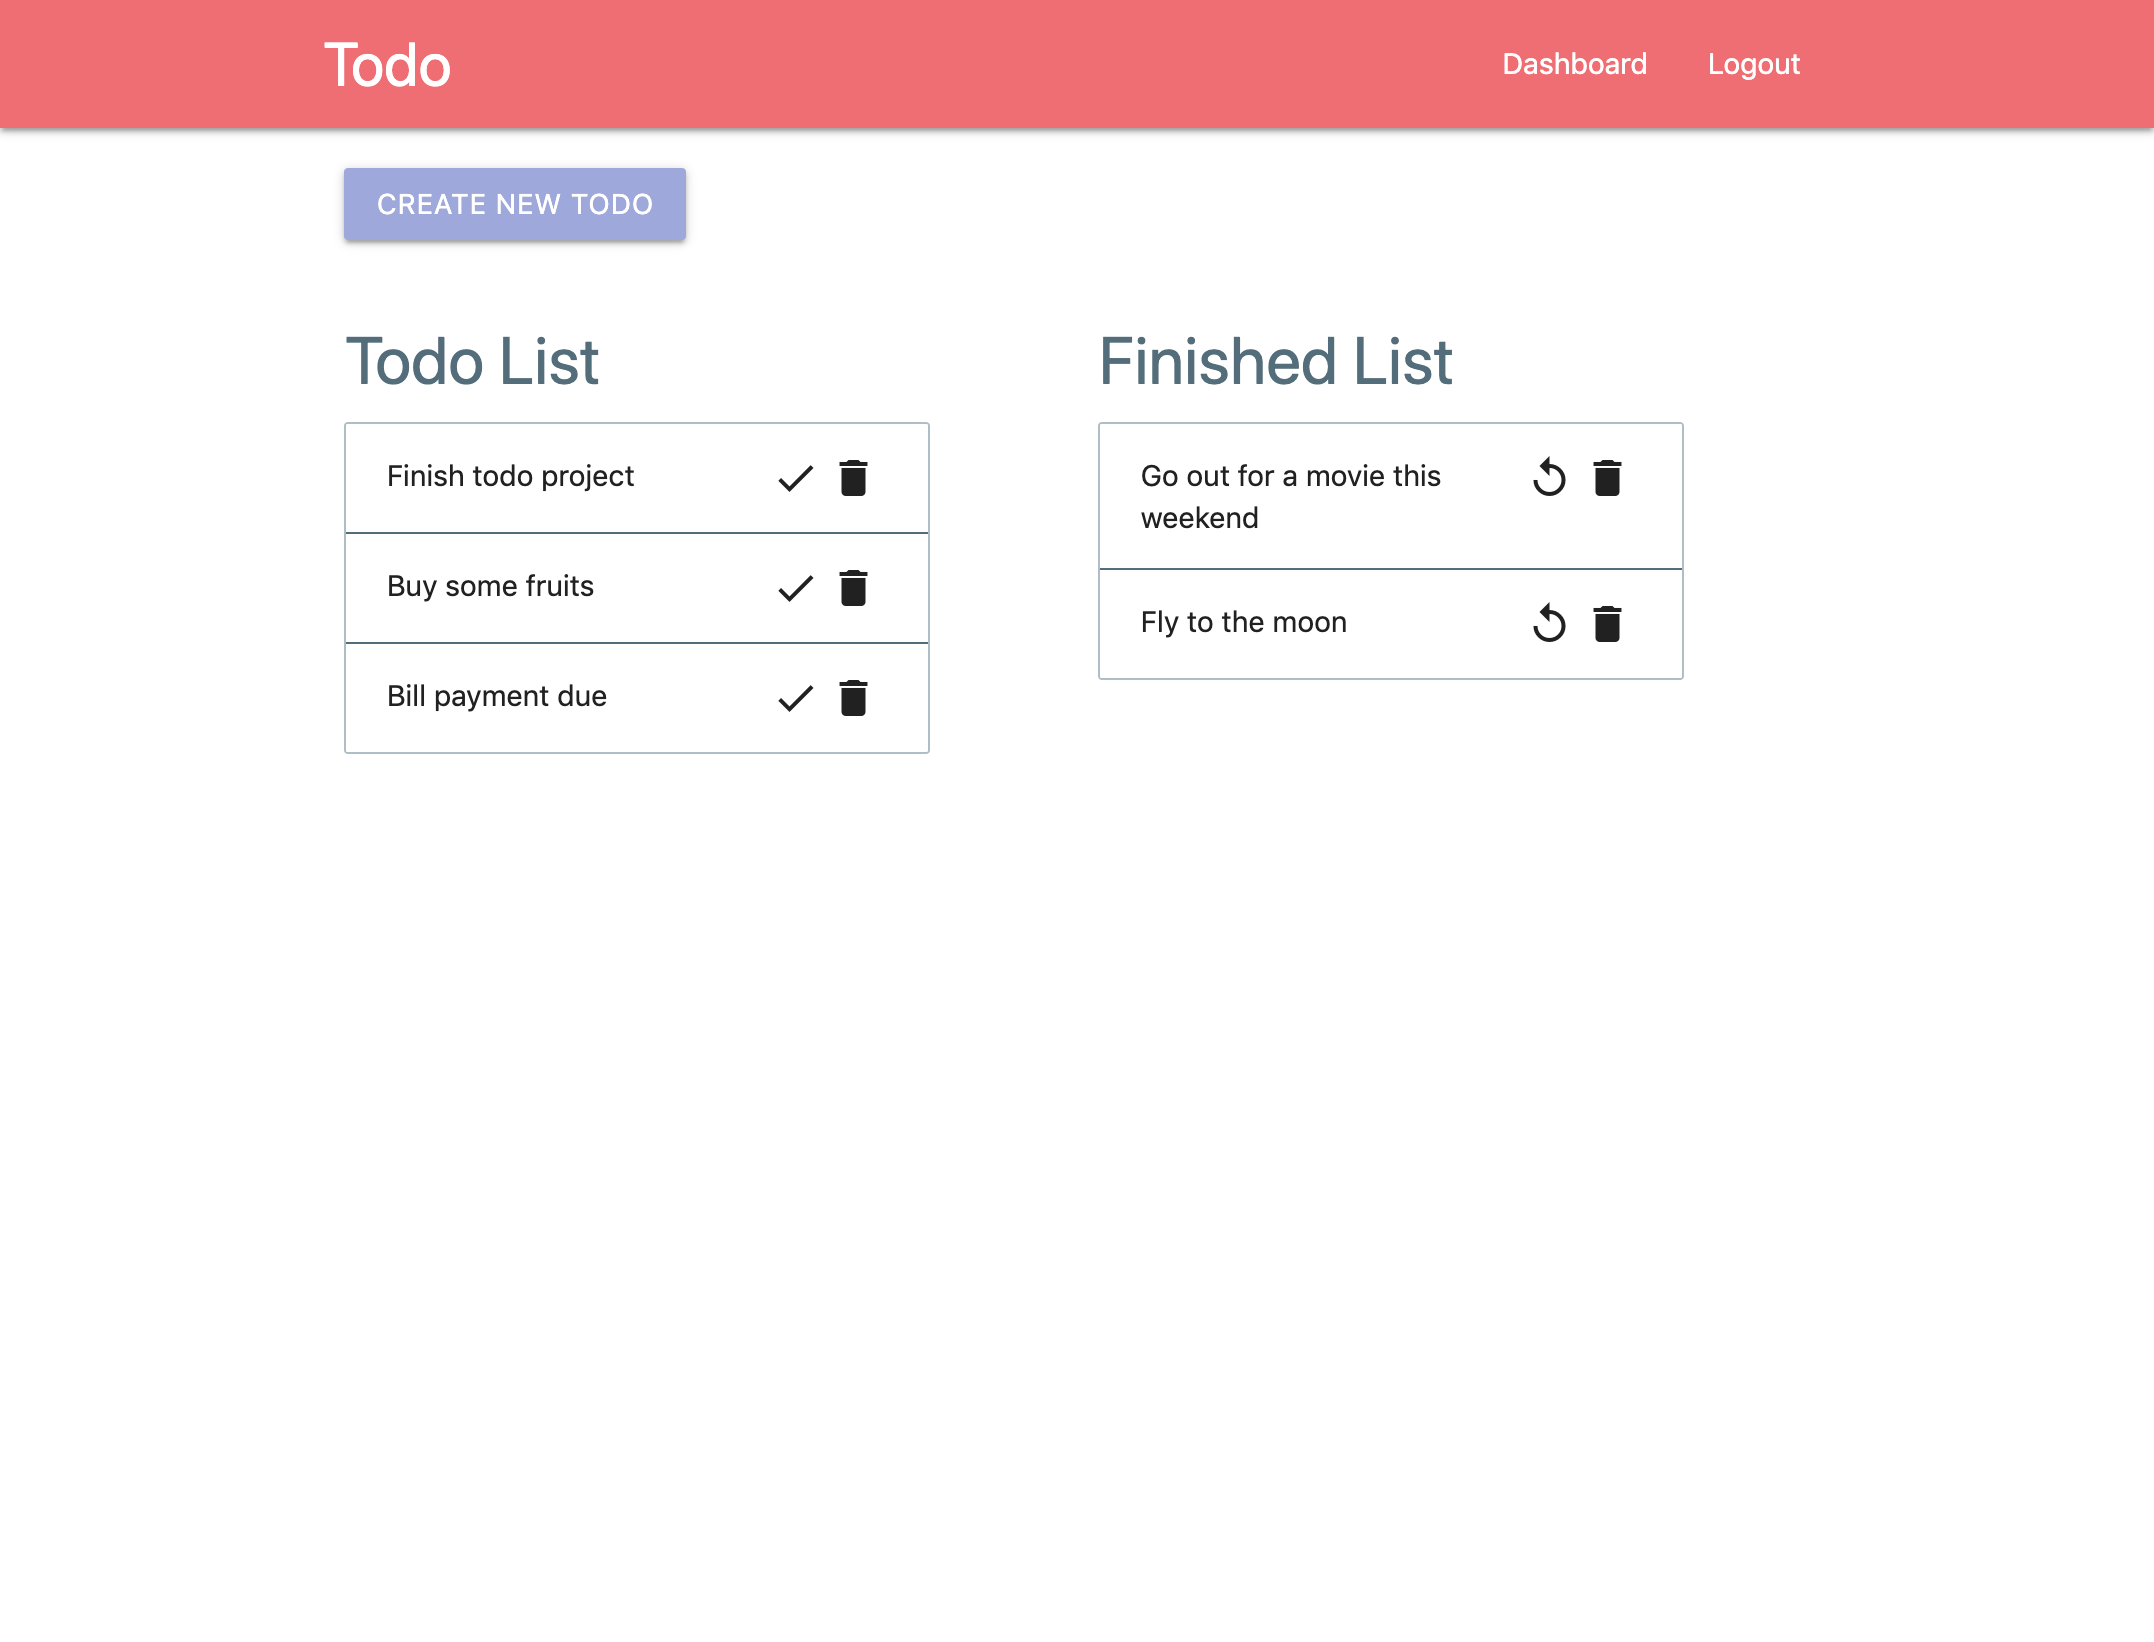 Todo
Dashboard
Logout
CREATE NEW TODO
Todo List
Finish todo project
Buy some fruits
Bill payment due
Finished List
Go out for a movie this
weekend
Fly to the moon